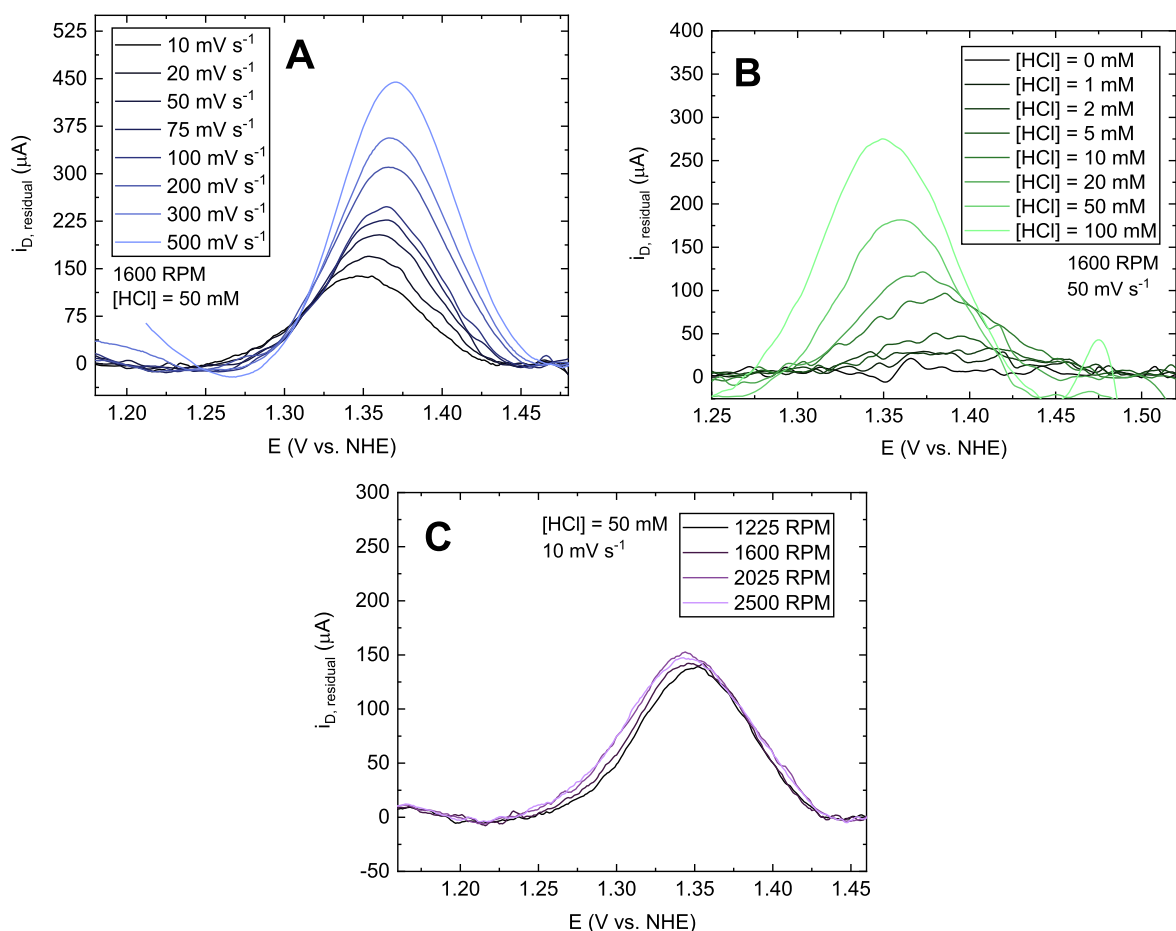 A
10 mV s⁻¹
20 mV s⁻¹
50 mV s⁻¹
75 mV s⁻¹
100 mV s⁻¹
200 mV s⁻¹
300 mV s⁻¹
500 mV s⁻¹
1600 RPM
[HCl] = 50 mM
525
450
375
300
225
150
75
0
1.20 1.25 1.30 1.35 1.40 1.45
E (V vs. NHE)
i_D, residual (μA)
B
[HCl] = 0 mM
[HCl] = 1 mM
[HCl] = 2 mM
[HCl] = 5 mM
[HCl] = 10 mM
[HCl] = 20 mM
[HCl] = 50 mM
[HCl] = 100 mM
1600 RPM
50 mV s⁻¹
400
350
300
250
200
150
100
50
0
1.25 1.30 1.35 1.40 1.45 1.50
E (V vs. NHE)
i_D, residual (μA)
C
[HCl] = 50 mM
10 mV s⁻¹
1225 RPM
1600 RPM
2025 RPM
2500 RPM
300
250
200
150
100
50
0
-50
1.20 1.25 1.30 1.35 1.40 1.45
E (V vs. NHE)
i_D, residual (μA)